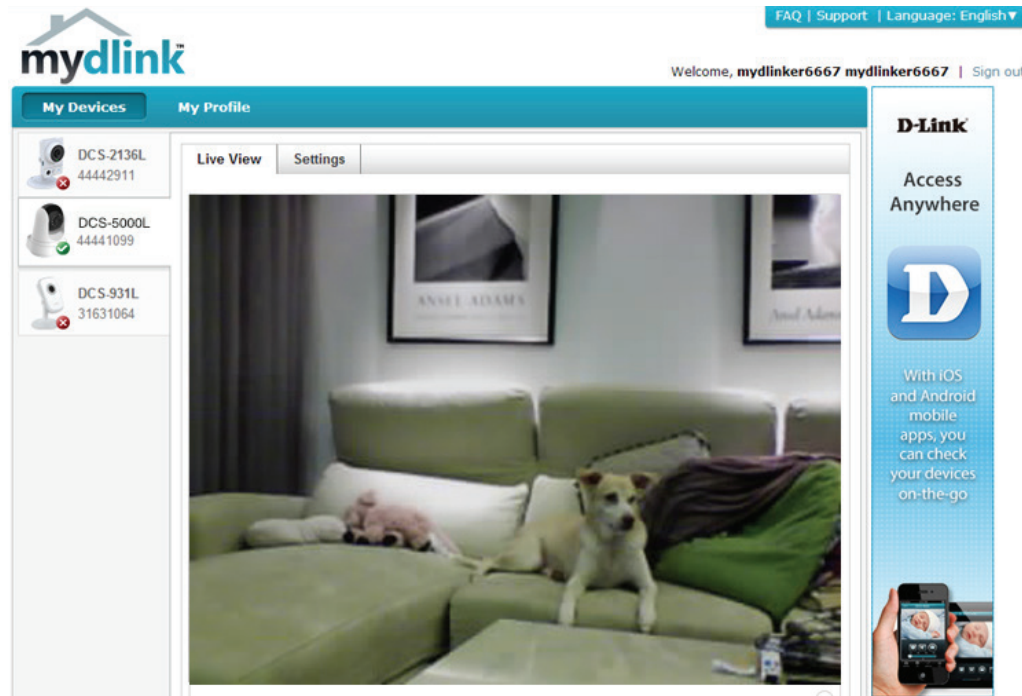 FAQ | Support | Language: English▼
mydlink™
Welcome, mydlinker6667 mydlinker6667 | Sign out
My Devices
My Profile
DCS-2136L
44442911
DCS-5000L
44441099
DCS-931L
31631064
Live View
Settings
ANSEL ADAMS
Ansel Adams
D-Link
Access
Anywhere
D
With iOS
and Android
mobile
apps, you
can check
your devices
on-the-go